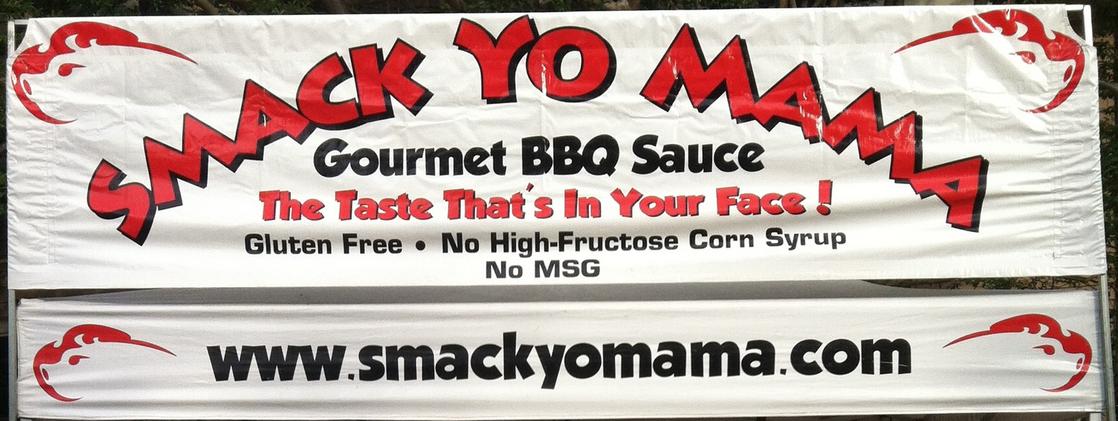 SMACK YO MAMA
Gourmet BBQ Sauce
The Taste That's In Your Face!
Gluten Free • No High-Fructose Corn Syrup
No MSG
www.smackyomama.com